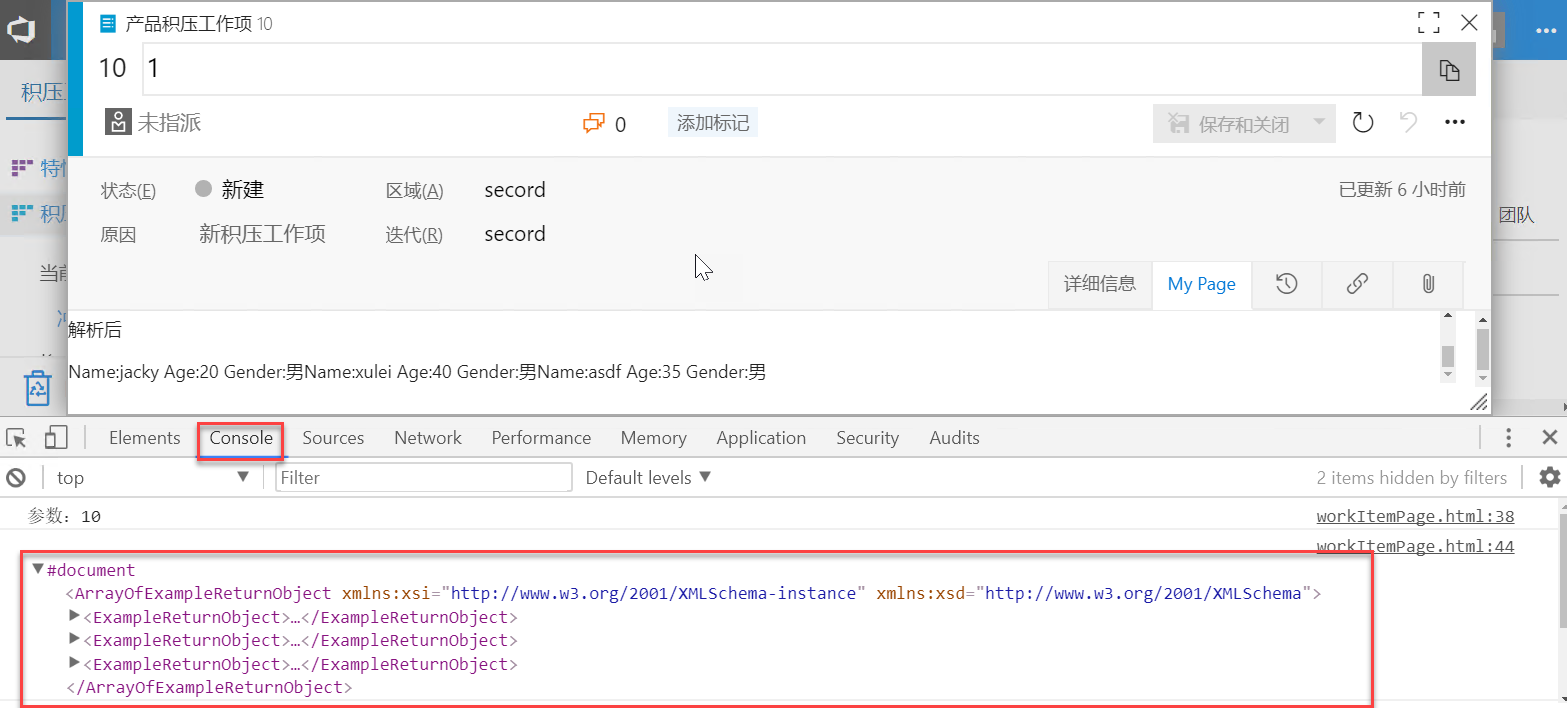 产品积压工作项 10
10 1
未指派 0 添加标记 保存和关闭
积压
状态(E) 新建 区域(A) secord 已更新 6 小时前
原因 新积压工作项 迭代(R) secord
团队
当前
详细信息 My Page
解析后
Name:jacky Age:20 Gender:男Name:xulei Age:40 Gender:男Name:asdf Age:35 Gender:男
Elements Console Sources Network Performance Memory Application Security Audits
top Filter Default levels ▼ 2 items hidden by filters
参数: 10 workItemPage.html:38
workItemPage.html:44
▼#document
<ArrayOfExampleReturnObject xmlns:xsi="http://www.w3.org/2001/XMLSchema-instance" xmlns:xsd="http://www.w3.org/2001/XMLSchema">
▶<ExampleReturnObject>…</ExampleReturnObject>
▶<ExampleReturnObject>…</ExampleReturnObject>
▶<ExampleReturnObject>…</ExampleReturnObject>
</ArrayOfExampleReturnObject>